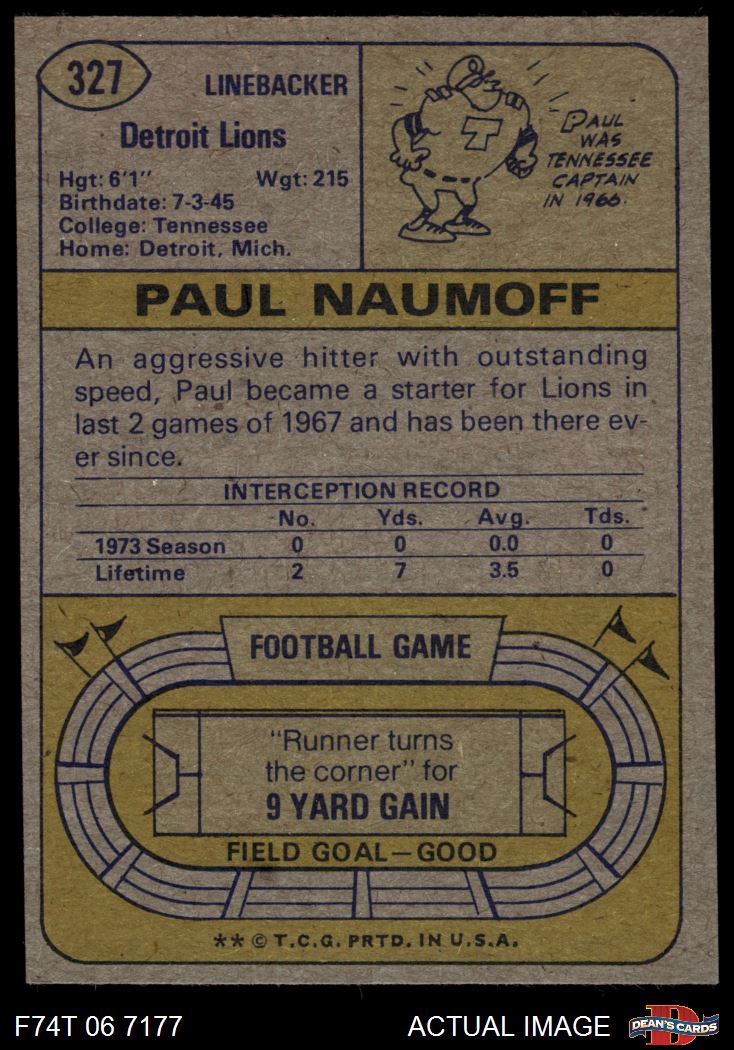 327
LINEBACKER
Detroit Lions
Hgt: 6'1" Wgt: 215
Birthdate: 7-3-45
College: Tennessee
Home: Detroit, Mich.
PAUL
WAS
TENNESSEE
CAPTAIN
IN 1966.
T
PAUL NAUMOFF
An aggressive hitter with outstanding
speed, Paul became a starter for Lions in
last 2 games of 1967 and has been there ev-
er since.
INTERCEPTION RECORD
No. Yds. Avg. Tds.
1973 Season 0 0 0.0 0
Lifetime 2 7 3.5 0
FOOTBALL GAME
"Runner turns
the corner" for
9 YARD GAIN
FIELD GOAL—GOOD
** © T.C.G. PRTD. IN U.S.A.
F74T 06 7177 ACTUAL IMAGE
D
DEAN'S CARDS